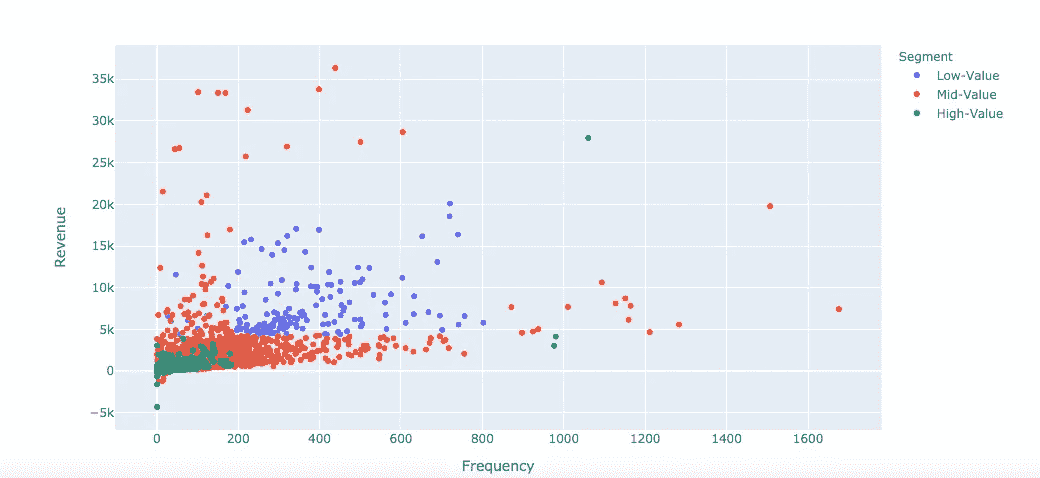 Segment
Low-Value
Mid-Value
High-Value
35k
30k
25k
20k
15k
10k
5k
0
−5k
Revenue
0 200 400 600 800 1000 1200 1400 1600
Frequency